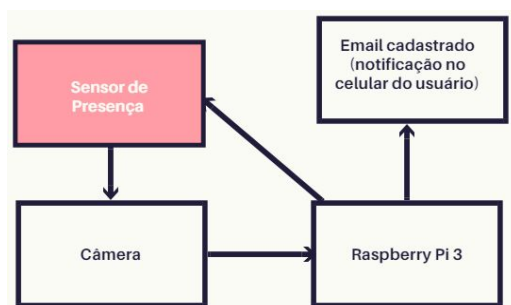 Sensor de
Presença
Email cadastrado
(notificação no
celular do usuário)
Câmera
Raspberry Pi 3